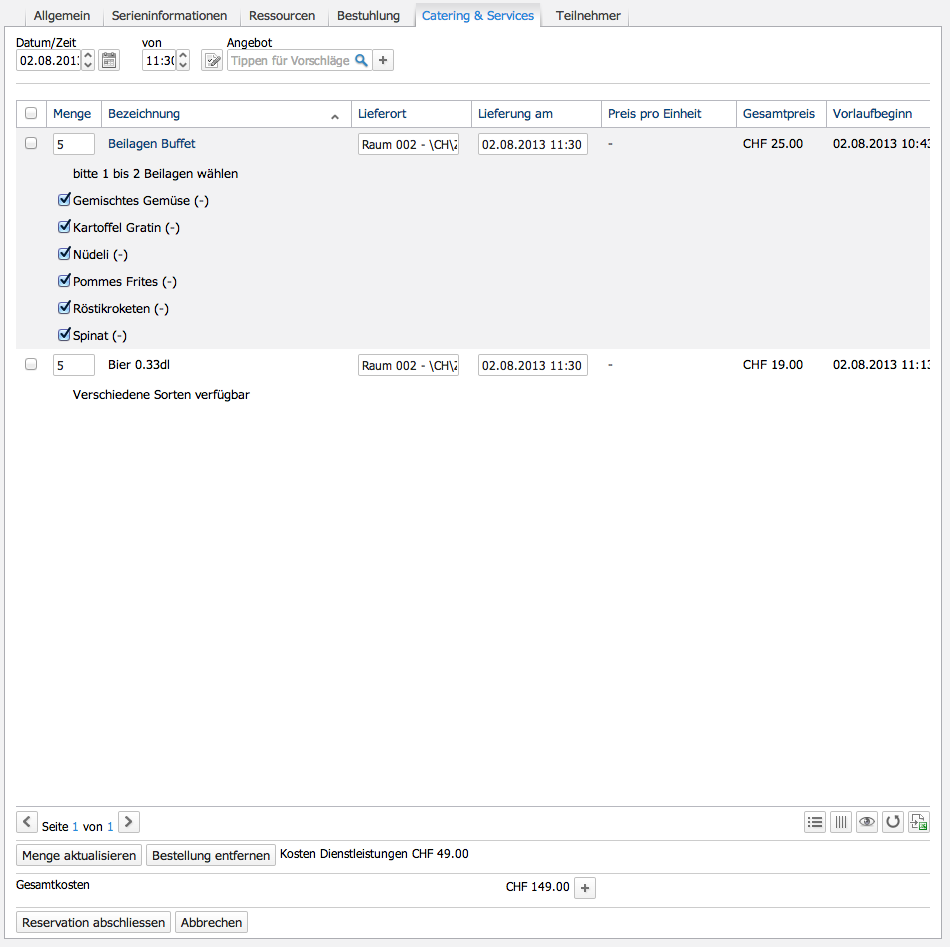 Allgemein Serieninformationen Ressourcen Bestuhlung Catering & Services Teilnehmer
Datum/Zeit von Angebot
02.08.201 11:30 Tippen für Vorschläge
Menge Bezeichnung Lieferort Lieferung am Preis pro Einheit Gesamtpreis Vorlaufbeginn
5 Beilagen Buffet Raum 002 - \CH\ 02.08.2013 11:30 - CHF 25.00 02.08.2013 10:43
bitte 1 bis 2 Beilagen wählen
Gemischtes Gemüse (-)
Kartoffel Gratin (-)
Nüdeli (-)
Pommes Frites (-)
Röstikroketen (-)
Spinat (-)
5 Bier 0.33dl Raum 002 - \CH\ 02.08.2013 11:30 - CHF 19.00 02.08.2013 11:13
Verschiedene Sorten verfügbar
Seite 1 von 1
Menge aktualisieren Bestellung entfernen Kosten Dienstleistungen CHF 49.00
Gesamtkosten CHF 149.00 +
Reservation abschliessen Abbrechen